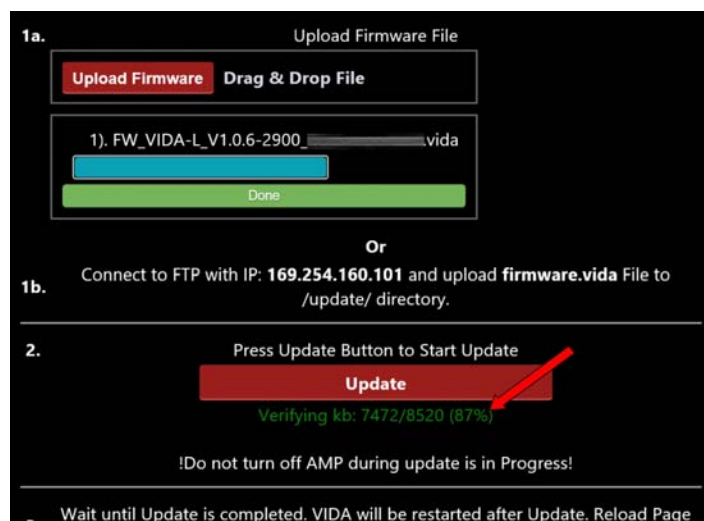 1a.
Upload Firmware File
Upload Firmware
Drag & Drop File
1). FW_VIDA-L_V1.0.6-2900_ .vida
Done
Or
1b.
Connect to FTP with IP: 169.254.160.101 and upload firmware.vida File to
/update/ directory.
2.
Press Update Button to Start Update
Update
Verifying kb: 7472/8520 (87%)
!Do not turn off AMP during update is in Progress!
Wait until Update is completed. VIDA will be restarted after Update. Reload Page